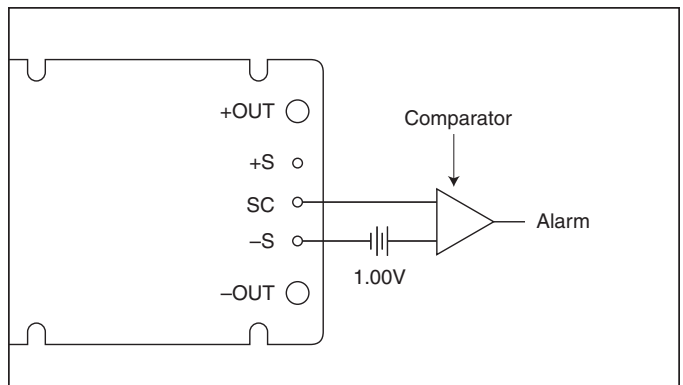 +OUT
Comparator
+S
SC
Alarm
–S
1.00V
–OUT